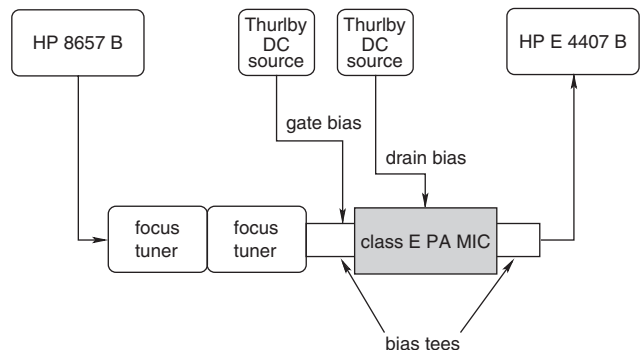 HP 8657 B
Thurlby
DC
source
Thurlby
DC
source
HP E 4407 B
gate bias
drain bias
focus
tuner
focus
tuner
class E PA MIC
bias tees